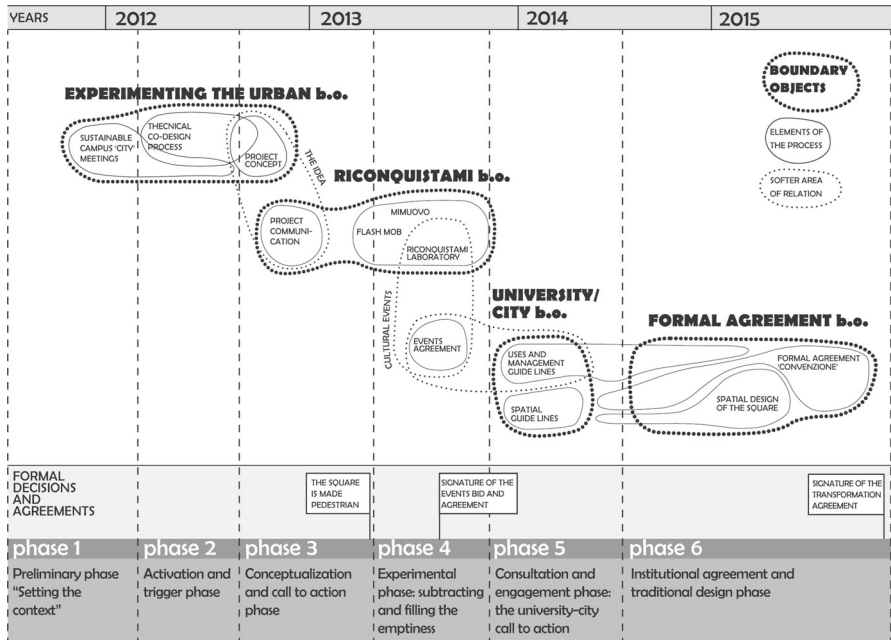 YEARS
2012
2013
2014
2015
BOUNDARY
OBJECTS
ELEMENTS OF
THE PROCESS
SOFTER AREA
OF RELATION
EXPERIMENTING THE URBAN b.o.
SUSTAINABLE
CAMPUS 'CITY'
MEETINGS
THECNICAL
CO-DESIGN
PROCESS
PROJECT
CONCEPT
THE IDEA
RICONQUISTAMI b.o.
PROJECT
COMMUNI-
CATION
MIMUOVO
FLASH MOB
RICONQUISTAMI
LABORATORY
CULTURAL EVENTS
EVENTS
AGREEMENT
UNIVERSITY/
CITY b.o.
USES AND
MANAGEMENT
GUIDE LINES
SPATIAL
GUIDE LINES
FORMAL AGREEMENT b.o.
FORMAL AGREEMENT
'CONVENZIONE'
SPATIAL DESIGN
OF THE SQUARE
FORMAL
DECISIONS
AND
AGREEMENTS
THE SQUARE
IS MADE
PEDESTRIAN
SIGNATURE OF THE
EVENTS BID AND
AGREEMENT
SIGNATURE OF THE
TRANSFORMATION
AGREEMENT
phase 1
Preliminary phase
"Setting the
context"
phase 2
Activation and
trigger phase
phase 3
Conceptualization
and call to action
phase
phase 4
Experimental
phase: subtracting
and filling the
emptiness
phase 5
Consultation and
engagement phase:
the university-city
call to action
phase 6
Institutional agreement and
traditional design phase